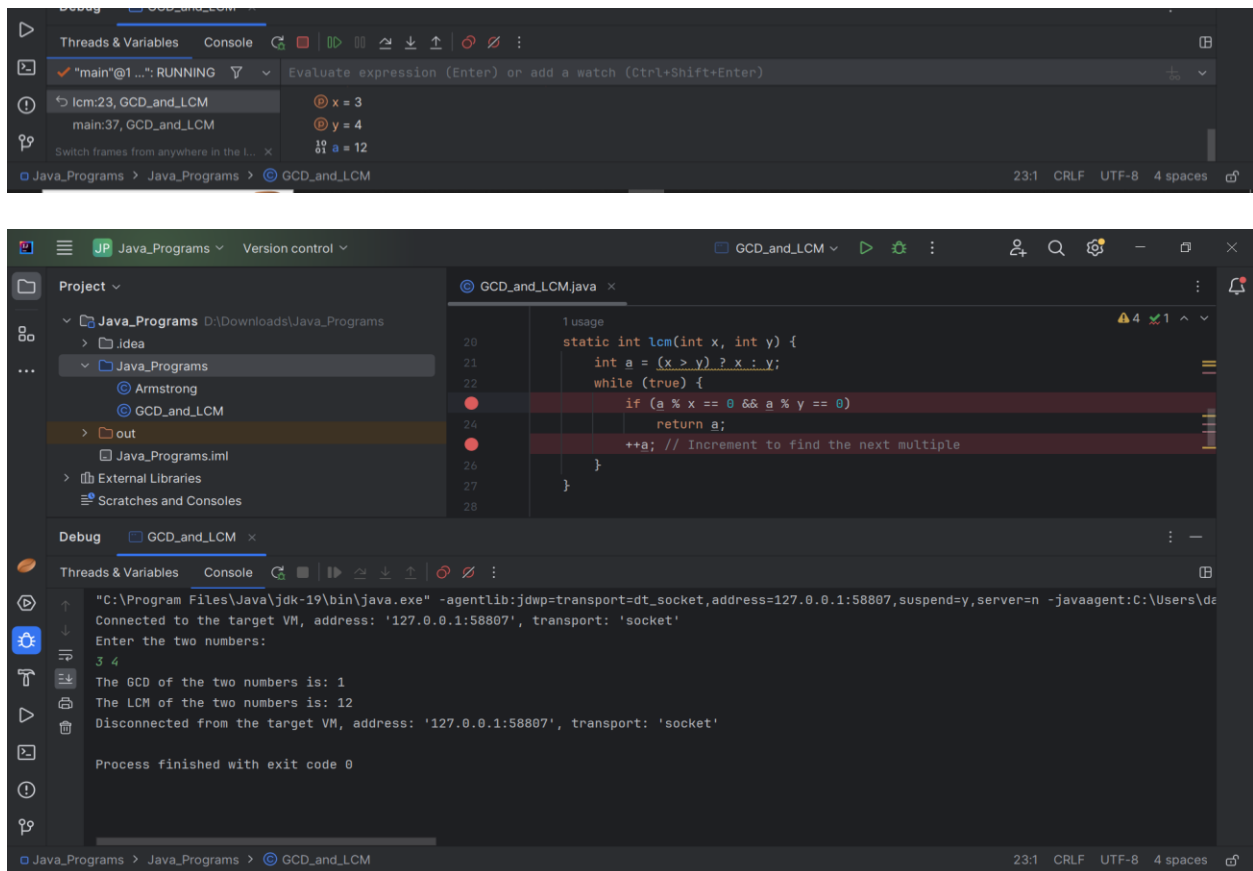 Debug GCD_and_LCM ×
Threads & Variables Console
"main"@1 ...": RUNNING Evaluate expression (Enter) or add a watch (Ctrl+Shift+Enter)
lcm:23, GCD_and_LCM
main:37, GCD_and_LCM
Switch frames from anywhere in the I... ×
x = 3
y = 4
a = 12
Java_Programs > Java_Programs > GCD_and_LCM 23:1 CRLF UTF-8 4 spaces
JP Java_Programs Version control GCD_and_LCM
Project
Java_Programs D:\Downloads\Java_Programs
.idea
Java_Programs
Armstrong
GCD_and_LCM
out
Java_Programs.iml
External Libraries
Scratches and Consoles
GCD_and_LCM.java ×
1 usage
4 1
20 static int lcm(int x, int y) {
21 int a = (x > y) ? x : y;
22 while (true) {
if (a % x == 0 && a % y == 0)
24 return a;
++a; // Increment to find the next multiple
26 }
27 }
28
Debug GCD_and_LCM ×
Threads & Variables Console
"C:\Program Files\Java\jdk-19\bin\java.exe" -agentlib:jdwp=transport=dt_socket,address=127.0.0.1:58807,suspend=y,server=n -javaagent:C:\Users\da
Connected to the target VM, address: '127.0.0.1:58807', transport: 'socket'
Enter the two numbers:
3 4
The GCD of the two numbers is: 1
The LCM of the two numbers is: 12
Disconnected from the target VM, address: '127.0.0.1:58807', transport: 'socket'
Process finished with exit code 0
Java_Programs > Java_Programs > GCD_and_LCM 23:1 CRLF UTF-8 4 spaces